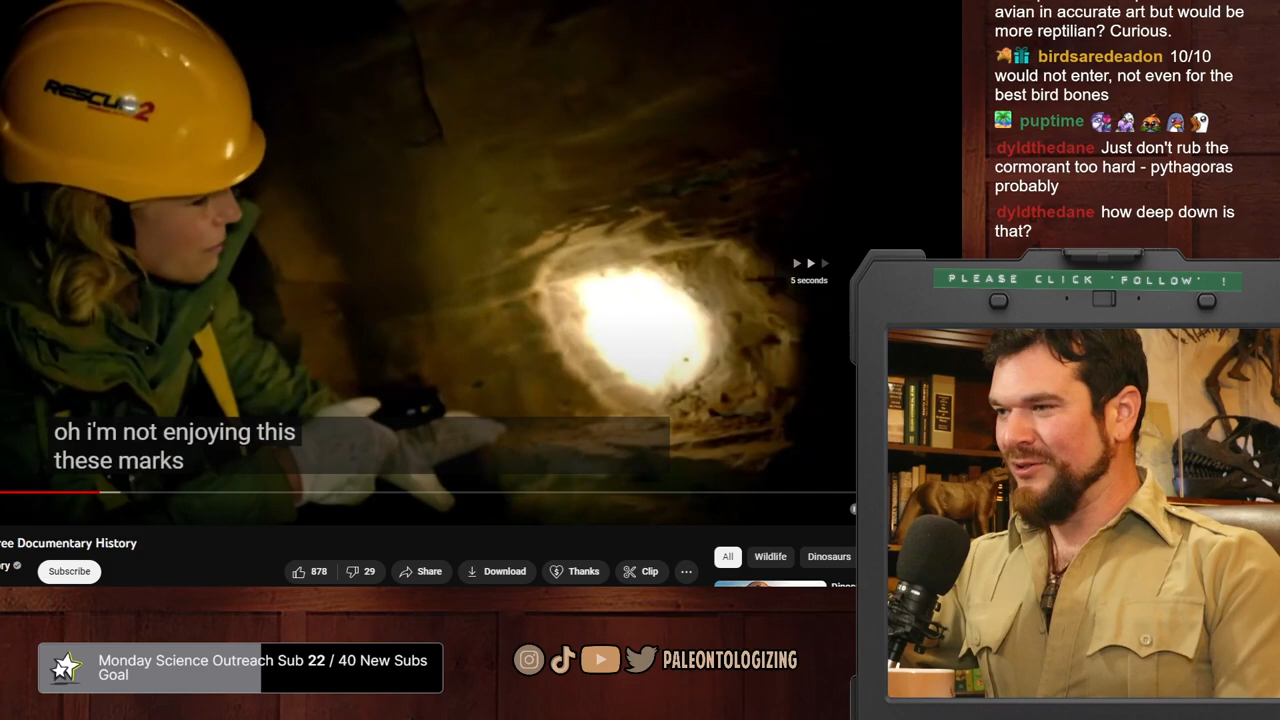 avian in accurate art but would be
more reptilian? Curious.
birdsaredeadon 10/10
would not enter, not even for the
best bird bones
puptime
dyldthedane Just don't rub the
cormorant too hard - pythagoras
probably
dyldthedane how deep down is
that?
RESCUE2
5 seconds
PLEASE CLICK 'FOLLOW' !
oh i'm not enjoying this
these marks
ree Documentary History
ory
Subscribe
878
29
Share
Download
Thanks
Clip
All
Wildlife
Dinosaurs
Monday Science Outreach Sub 22 / 40 New Subs
Goal
PALEONTOLOGIZING